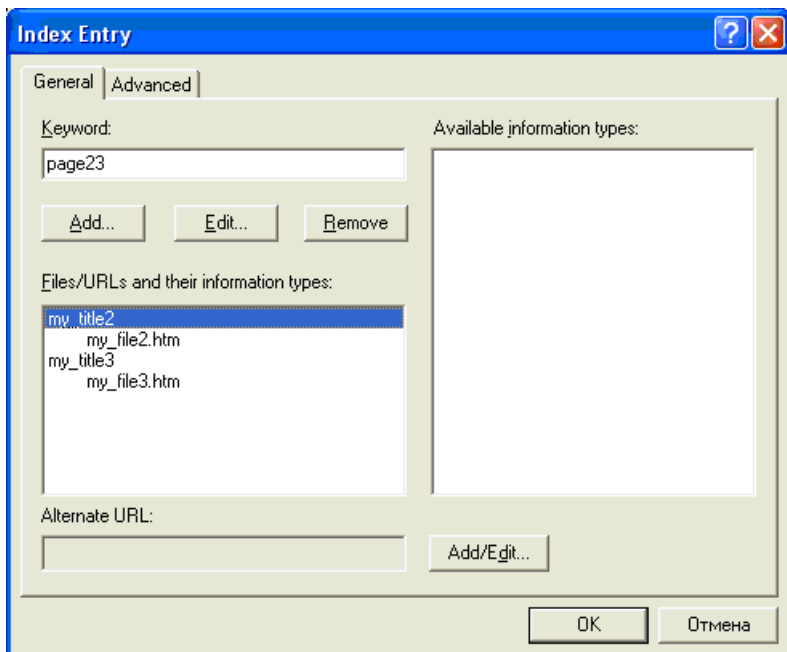 Index Entry
General Advanced
Keyword:
page23
Add... Edit... Remove
Files/URLs and their information types:
my_title2
my_file2.htm
my_title3
my_file3.htm
Alternate URL:
Available information types:
Add/Edit...
OK Отмена